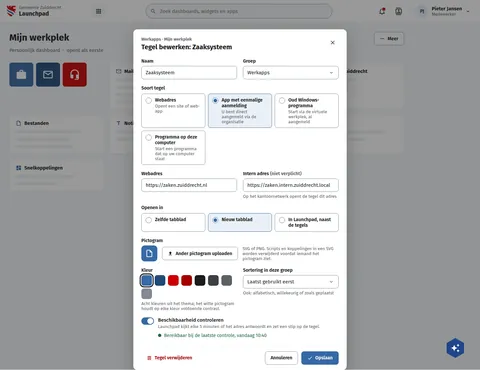 Gemeente Zuiddrecht
Launchpad
Zoek dashboards, widgets en apps
Pieter Jansen
Medewerker
Mijn werkplek
Persoonlijk dashboard · opent als eerste
Meer
Bestanden
Snelkoppelingen
Werkapps · Mijn werkplek
Tegel bewerken: Zaaksysteem
Naam
Groep
Zaaksysteem
Werkapps
Soort tegel
Webadres
Opent een site of web-app
App met eenmalige aanmelding
U bent direct aangemeld via de organisatie
Oud Windows-programma
Start via de virtuele werkplek, al aangemeld
Programma op deze computer
Start een programma dat op uw computer staat
Webadres
Intern adres (niet verplicht)
https://zaken.zuiddrecht.nl
https://zaken.intern.zuiddrecht.local
Op het kantoornetwerk opent de tegel dit adres.
Openen in
Zelfde tabblad
Nieuw tabblad
In Launchpad, naast de tegels
Pictogram
Ander pictogram uploaden
SVG of PNG. Scripts en koppelingen in een SVG worden verwijderd voordat iemand het pictogram ziet.
Kleur
Sortering in deze groep
Laatst gebruikt eerst
Ook: alfabetisch, willekeurig of zoals geplaatst
Acht kleuren uit het thema; het witte pictogram houdt op elke kleur voldoende contrast.
Beschikbaarheid controleren
Launchpad kijkt elke 5 minuten of het adres antwoordt en zet een stip op de tegel.
Bereikbaar bij de laatste controle, vandaag 10:40
Tegel verwijderen
Annuleren
Opslaan